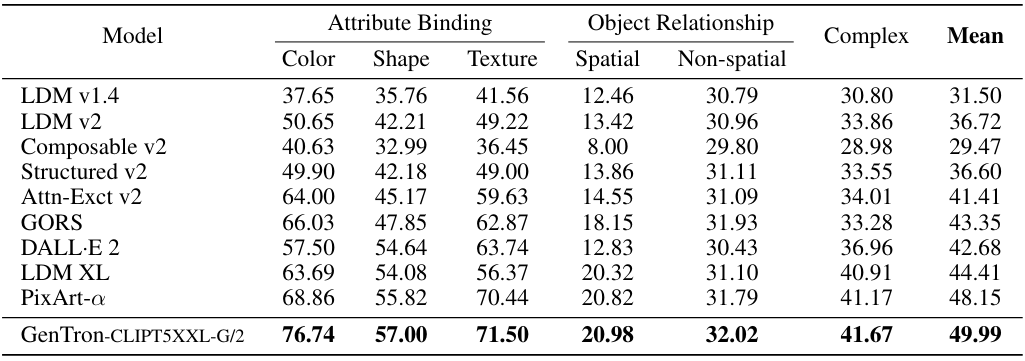 Model Attribute Binding Object Relationship Complex Mean
Color Shape Texture Spatial Non-spatial
LDM v1.4 37.65 35.76 41.56 12.46 30.79 30.80 31.50
LDM v2 50.65 42.21 49.22 13.42 30.96 33.86 36.72
Composable v2 40.63 32.99 36.45 8.00 29.80 28.98 29.47
Structured v2 49.90 42.18 49.00 13.86 31.11 33.55 36.60
Attn-Exct v2 64.00 45.17 59.63 14.55 31.09 34.01 41.41
GORS 66.03 47.85 62.87 18.15 31.93 33.28 43.35
DALL·E 2 57.50 54.64 63.74 12.83 30.43 36.96 42.68
LDM XL 63.69 54.08 56.37 20.32 31.10 40.91 44.41
PixArt-α 68.86 55.82 70.44 20.82 31.79 41.17 48.15
GenTron-CLIPT5XXL-G/2 76.74 57.00 71.50 20.98 32.02 41.67 49.99